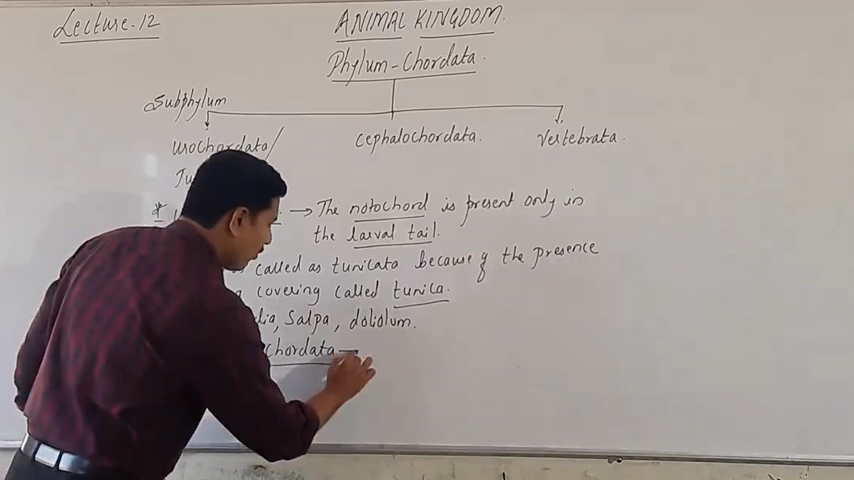 Lecture-12
ANIMAL KINGDOM.
Phylum-Chordata.
Subphylum
Urochordata/ Cephalochordata. Vertebrata.
* → The notochord is present only in
the larval tail.
called as tunicata because of the presence
covering called tunica.
Salpa, doliolum.
chordata —